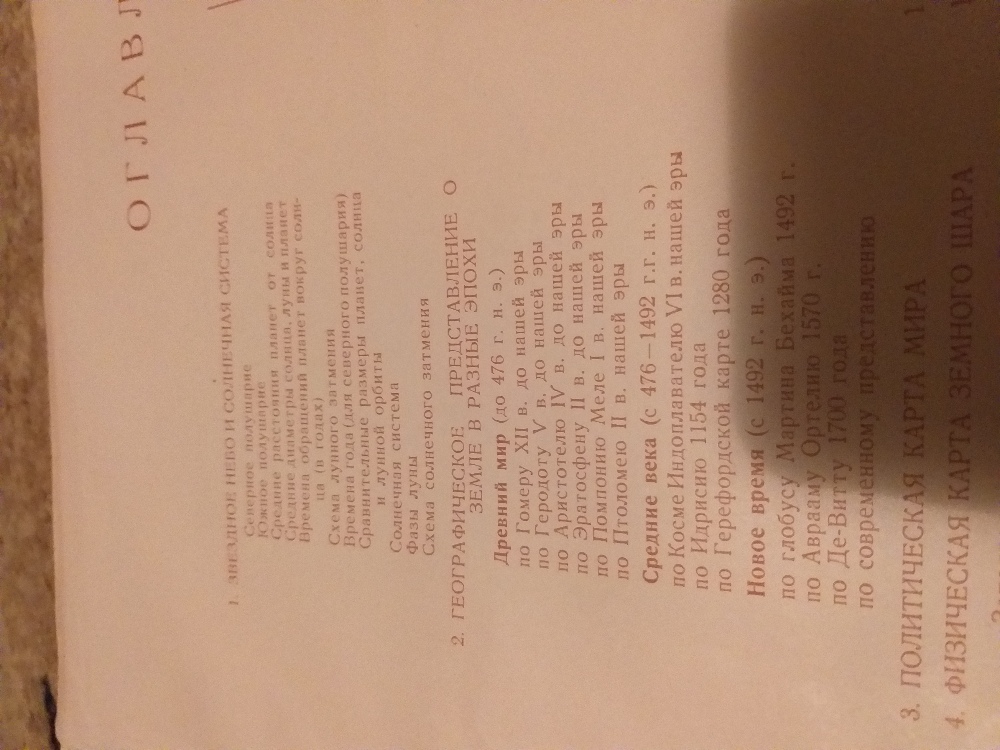 ОГЛАВЛ
1. ЗВЕЗДНОЕ НЕБО И СОЛНЕЧНАЯ СИСТЕМА
Северное полушарие
Южное полушарие
Средние расстояния планет от солнца
Средние диаметры солнца, луны и планет
Времена обращений планет вокруг солн-
ца (в годах)
Схема лунного затмения
Времена года (для северного полушария)
Сравнительные размеры планет, солнца
и лунной орбиты
Солнечная система
Фазы луны
Схема солнечного затмения
2. ГЕОГРАФИЧЕСКОЕ ПРЕДСТАВЛЕНИЕ О
ЗЕМЛЕ В РАЗНЫЕ ЭПОХИ
Древний мир (до 476 г. н. э.)
по Гомеру XII в. до нашей эры
по Геродоту V в. до нашей эры
по Аристотелю IV в. до нашей эры
по Эратосфену II в. до нашей эры
по Помпонию Меле I в. нашей эры
по Птоломею II в. нашей эры
Средние века (с 476—1492 г.г. н. э.)
по Косме Индоплавателю VI в. нашей эры
по Идрисию 1154 года
по Герефордской карте 1280 года
Новое время (с 1492 г. н. э.)
по глобусу Мартина Бехайма 1492 г.
по Аврааму Ортелию 1570 г.
по Де-Витту 1700 года
по современному представлению
3. ПОЛИТИЧЕСКАЯ КАРТА МИРА 1
4. ФИЗИЧЕСКАЯ КАРТА ЗЕМНОГО ШАРА